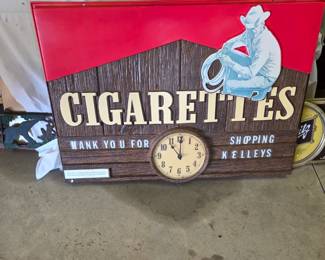 CIGARETTES
HANK YOU FOR SHOPPING
KELLEYS